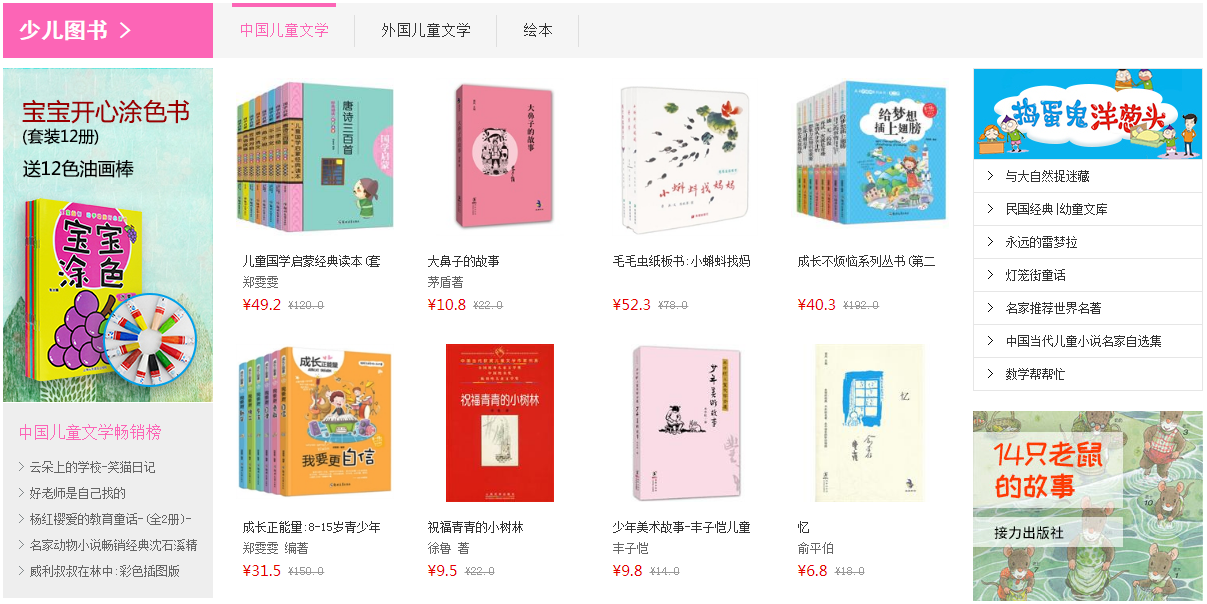 少儿图书
中国儿童文学
外国儿童文学
绘本
宝宝开心涂色书
(套装12册)
送12色油画棒
宝宝
涂色
中国儿童文学畅销榜
云朵上的学校-笑猫日记
好老师是自己找的
杨红樱爱的教育童话-(全2册)-
名家动物小说畅销经典沈石溪精
威利叔叔在林中:彩色插图版
唐诗三百首
国学启蒙
儿童国学启蒙经典读本(套
郑雯雯
¥49.2 ¥120.0
大鼻子的故事
大鼻子的故事
茅盾著
¥10.8 ¥22.0
小蝌蚪找妈妈
毛毛虫纸板书:小蝌蚪找妈
¥52.3 ¥78.0
给梦想
插上翅膀
成长不烦恼系列丛书(第二
¥40.3 ¥192.0
成长正能量
我要更自信
成长正能量:8-15岁青少年
郑雯雯 编著
¥31.5 ¥150.0
祝福青青的小树林
祝福青青的小树林
徐鲁 著
¥9.5 ¥22.0
少年美术故事
少年美术故事-丰子恺儿童
丰子恺
¥9.8 ¥14.0
忆
忆
俞平伯
¥6.8 ¥18.0
捣蛋鬼洋葱头
与大自然捉迷藏
民国经典|幼童文库
永远的雷梦拉
灯笼街童话
名家推荐世界名著
中国当代儿童小说名家自选集
数学帮帮忙
14只老鼠
的故事
接力出版社